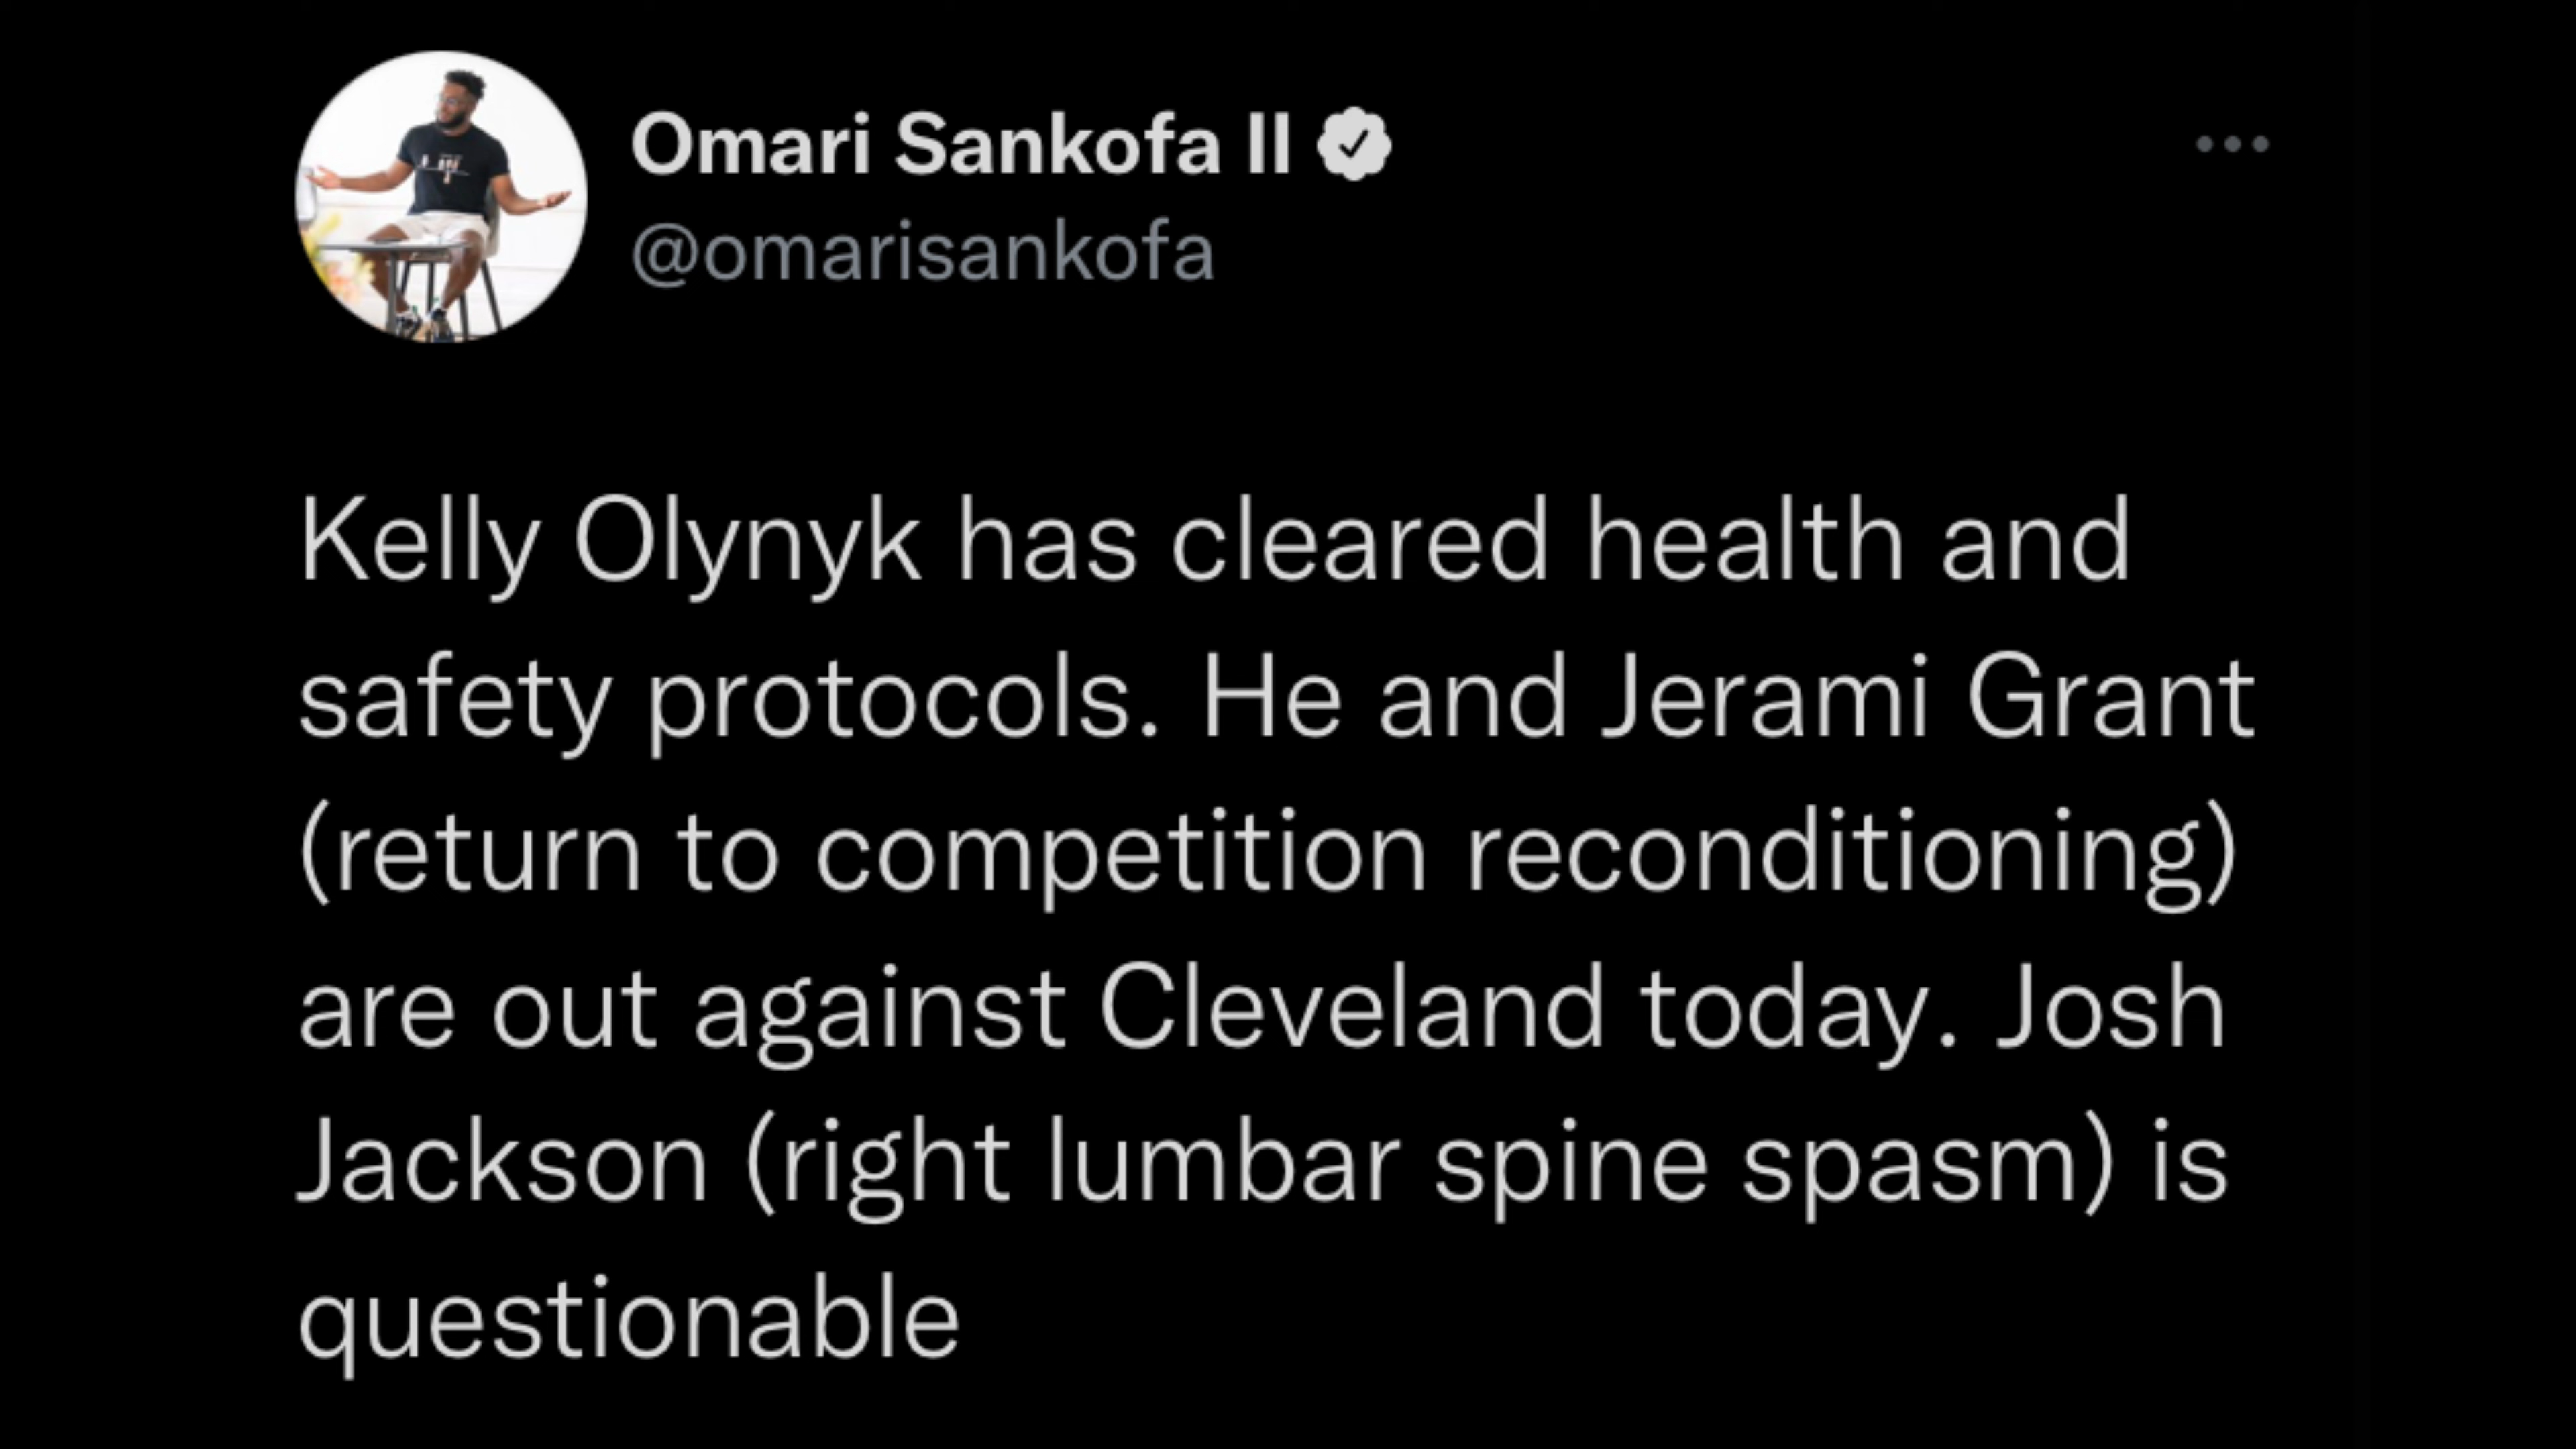 Omari Sankofa II
@omarisankofa
Kelly Olynyk has cleared health and
safety protocols. He and Jerami Grant
(return to competition reconditioning)
are out against Cleveland today. Josh
Jackson (right lumbar spine spasm) is
questionable